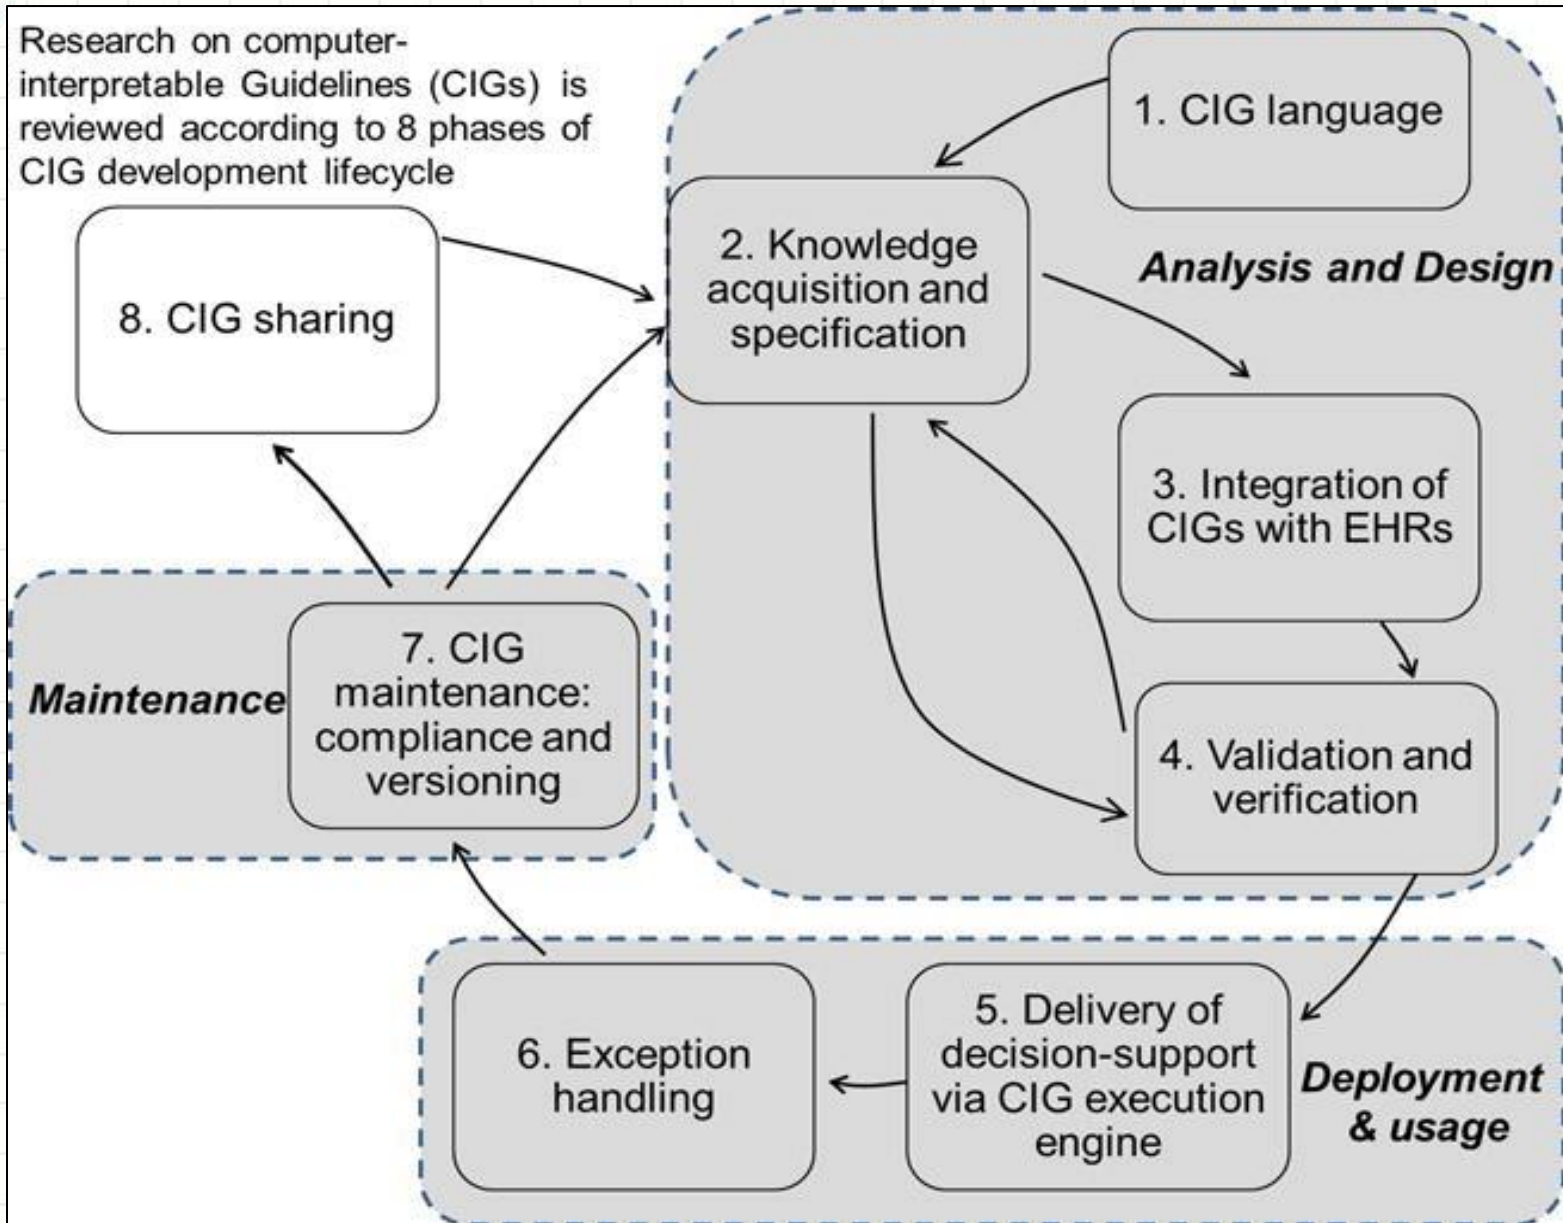 Research on computer-
interpretable Guidelines (CIGs) is
reviewed according to 8 phases of
CIG development lifecycle
1. CIG language
2. Knowledge
acquisition and
specification
Analysis and Design
8. CIG sharing
3. Integration of
CIGs with EHRs
7. CIG
maintenance:
compliance and
versioning
Maintenance
4. Validation and
verification
6. Exception
handling
5. Delivery of
decision-support
via CIG execution
engine
Deployment
& usage